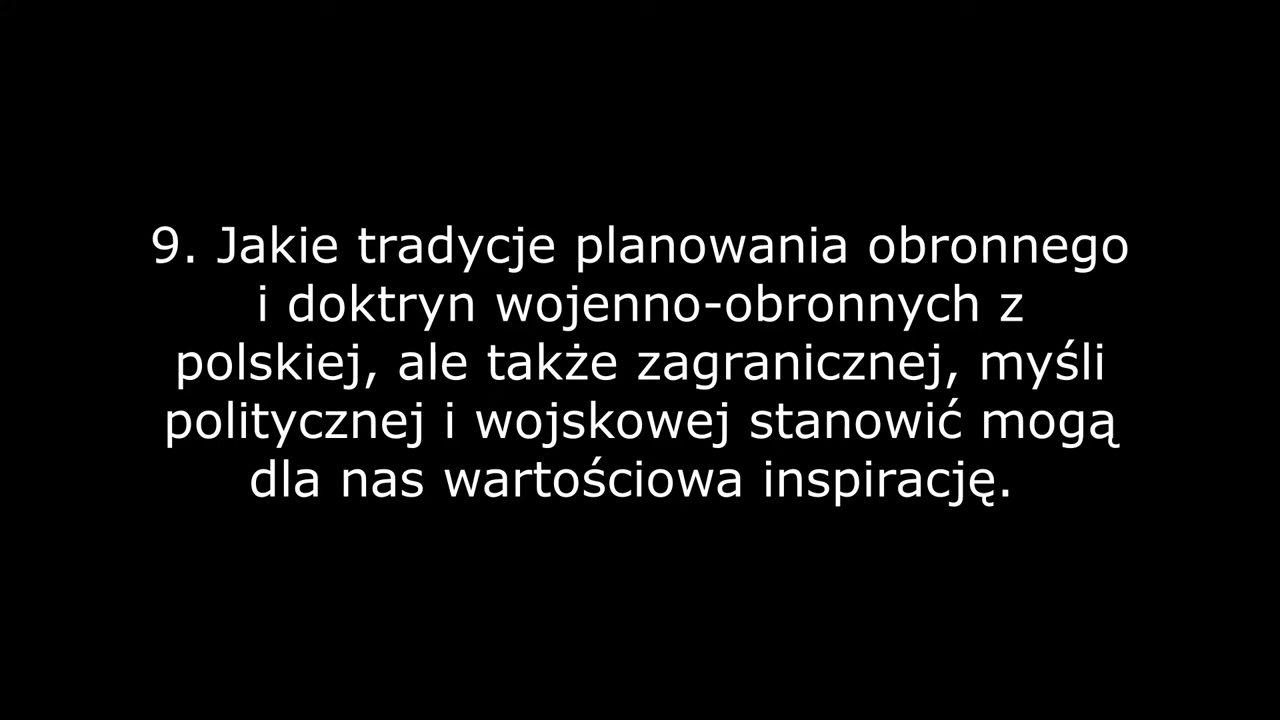 9. Jakie tradycje planowania obronnego
i doktryn wojenno-obronnych z
polskiej, ale także zagranicznej, myśli
politycznej i wojskowej stanowić mogą
dla nas wartościowa inspirację.